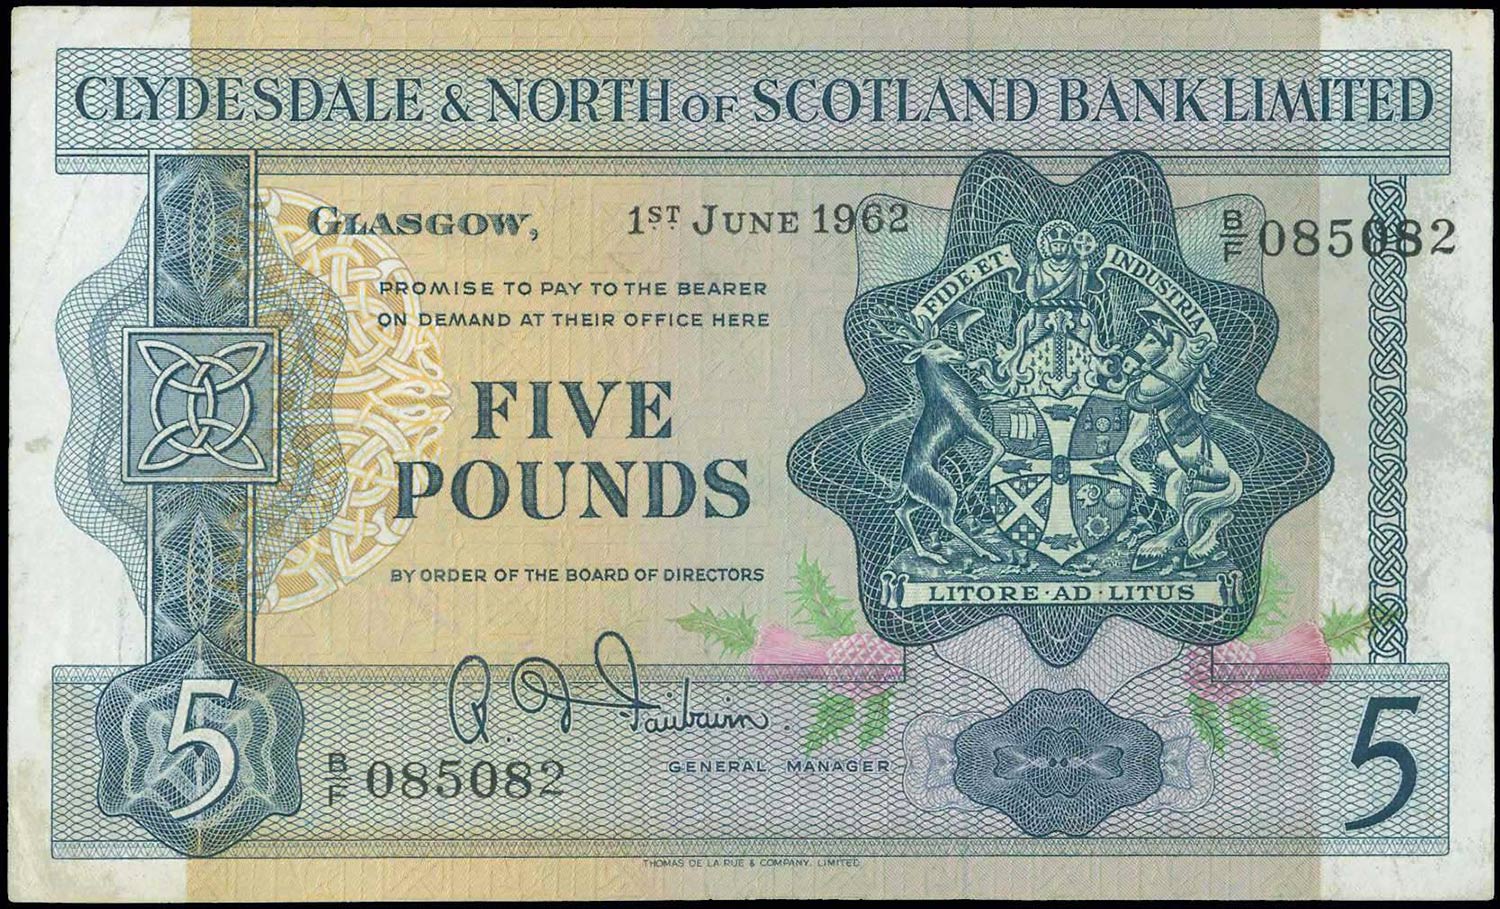 CLYDESDALE & NORTH OF SCOTLAND BANK LIMITED
GLASGOW, 1ST JUNE 1962
B/F 085082
PROMISE TO PAY TO THE BEARER
ON DEMAND AT THEIR OFFICE HERE
FIVE
POUNDS
BY ORDER OF THE BOARD OF DIRECTORS
FIDE·ET·INDUSTRIA
LITORE·AD·LITUS
R. D. Fairbairn
GENERAL MANAGER
5
B/F 085082
5
THOMAS DE LA RUE & COMPANY, LIMITED